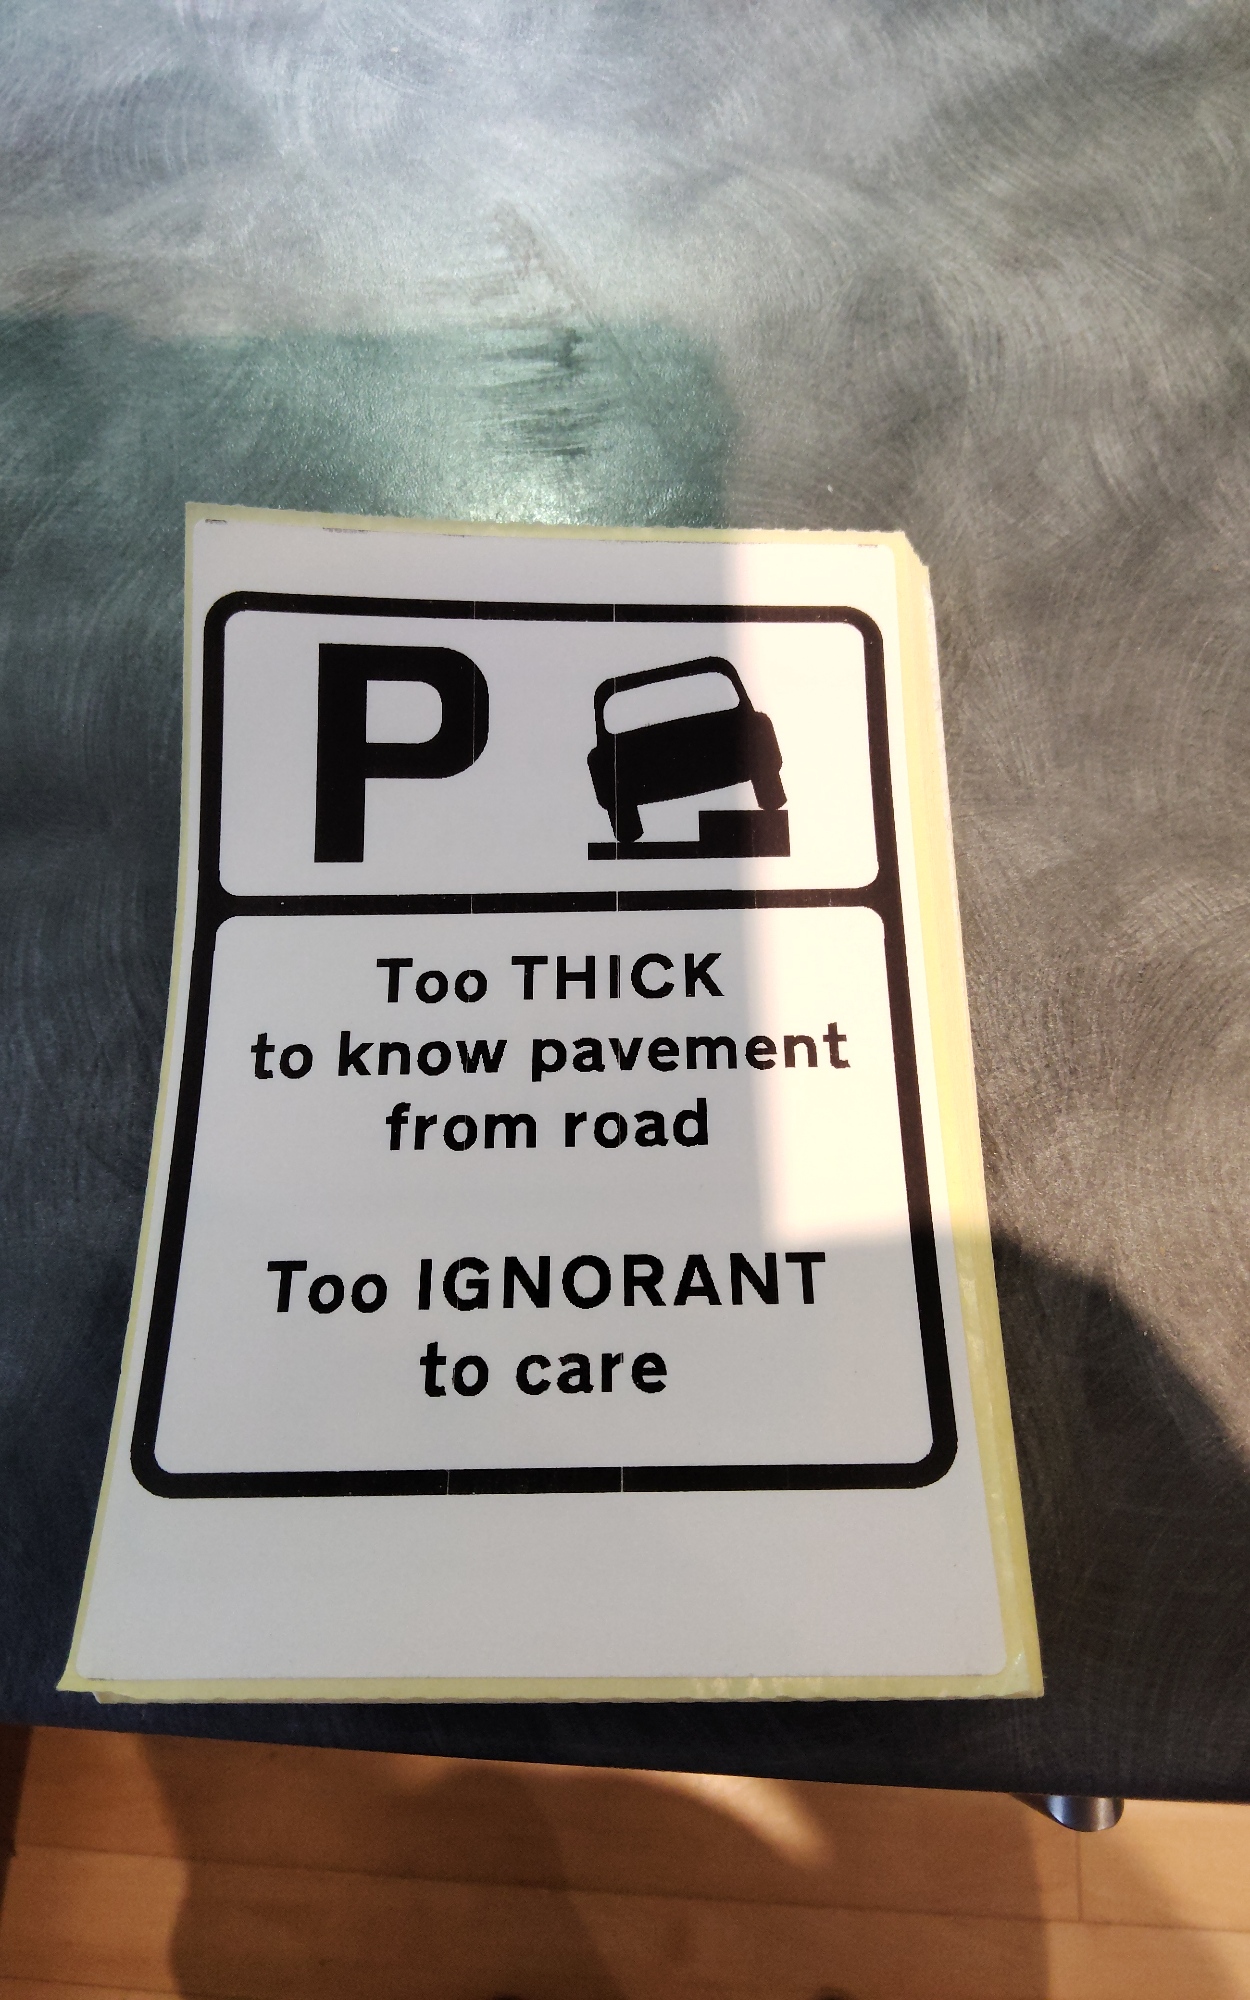 P
Too THICK
to know pavement
from road
Too IGNORANT
to care